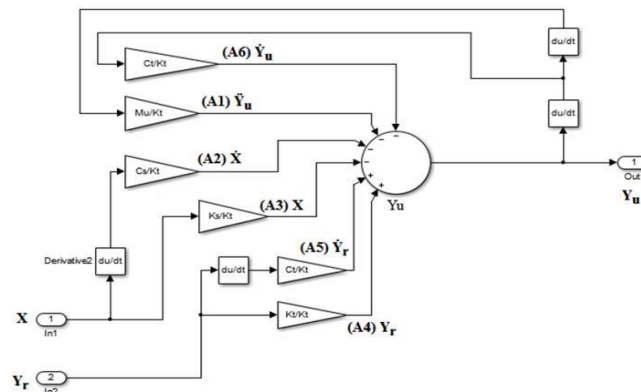 du/dt
Ct/Kt
(A6) Ẏu
Mu/Kt
(A1) Ÿu
du/dt
Cs/Kt
(A2) Ẋ
Yu
1
Out
Yu
Ks/Kt
(A3) X
Derivative2
du/dt
du/dt
Ct/Kt
(A5) Ẏr
X
1
In1
Kt/Kt
(A4) Yr
Yr
2
In2